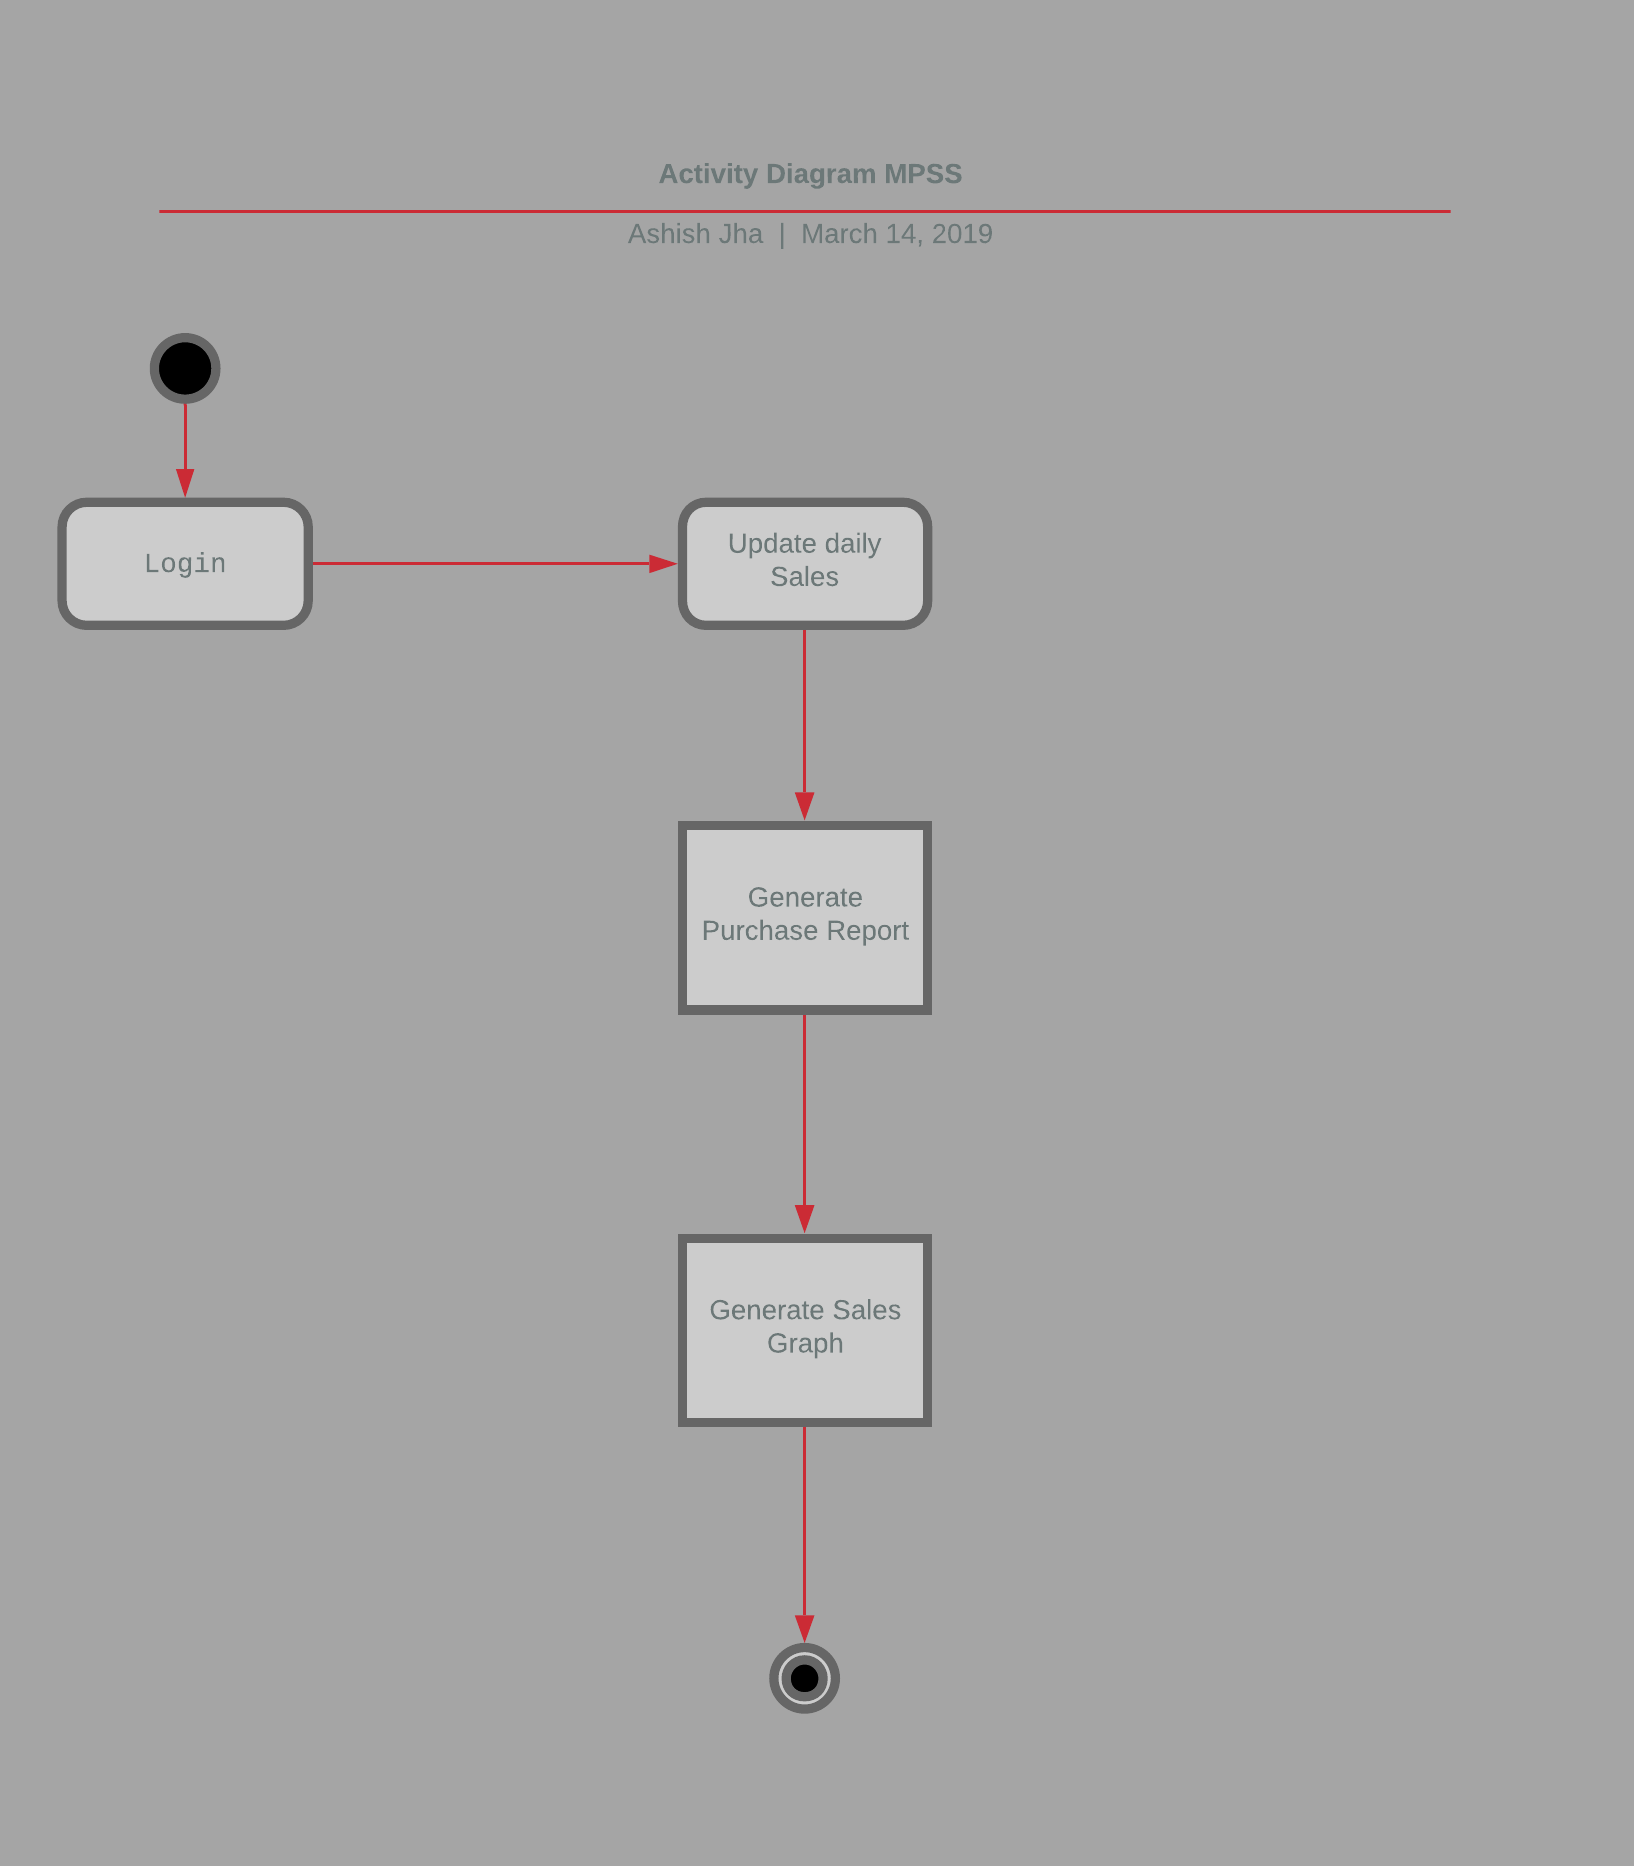 Activity Diagram MPSS
Ashish Jha | March 14, 2019
Login
Update daily
Sales
Generate
Purchase Report
Generate Sales
Graph